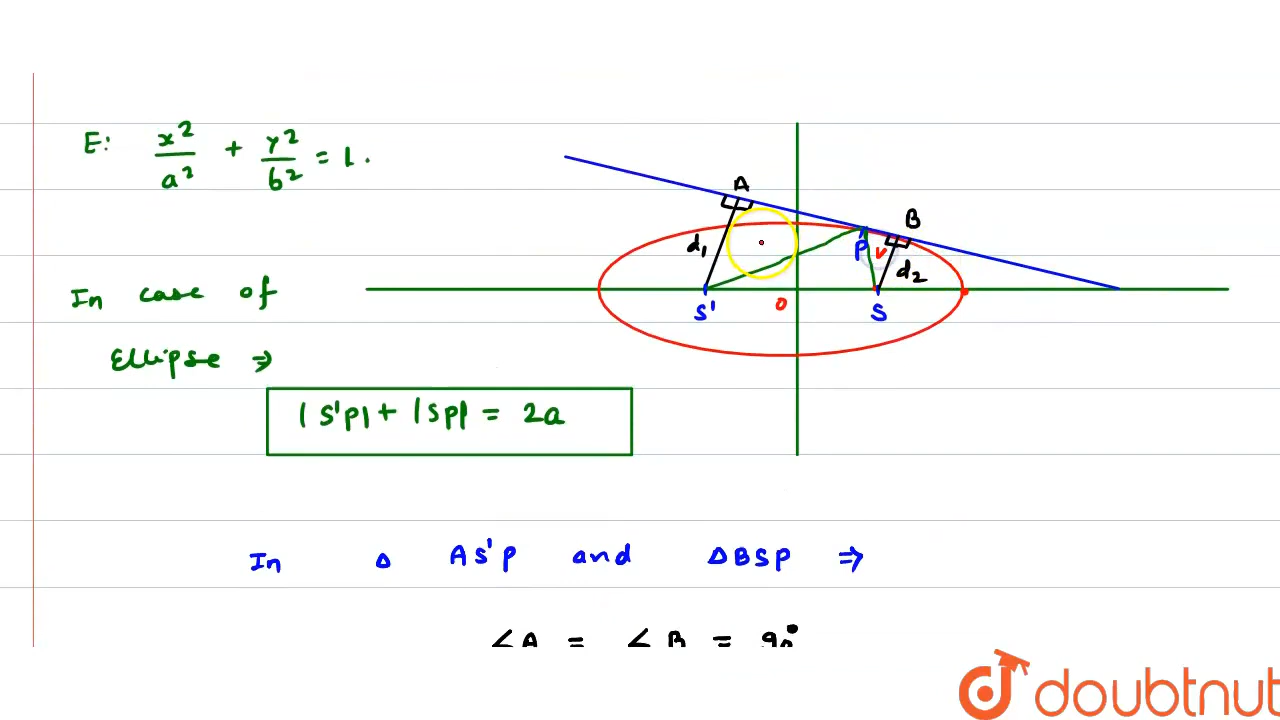 E: x²/a² + y²/b² = 1.
A
B
d₁
P
d₂
In case of
S'
O
S
Ellipse ⇒
|S'P| + |SP| = 2a
In Δ AS'P and ΔBSP ⇒
∠A = ∠B = 90°
doubtnut